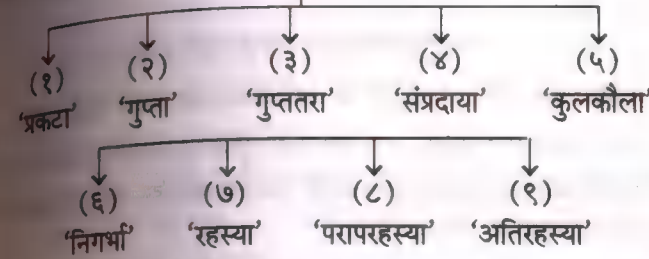 (१) (२) (३) (४) (५)
'प्रकटा' 'गुप्ता' 'गुप्ततरा' 'संप्रदाया' 'कुलकौला'
(६) (७) (८) (९)
'निगर्भा' 'रहस्या' 'परापरहस्या' 'अतिरहस्या'